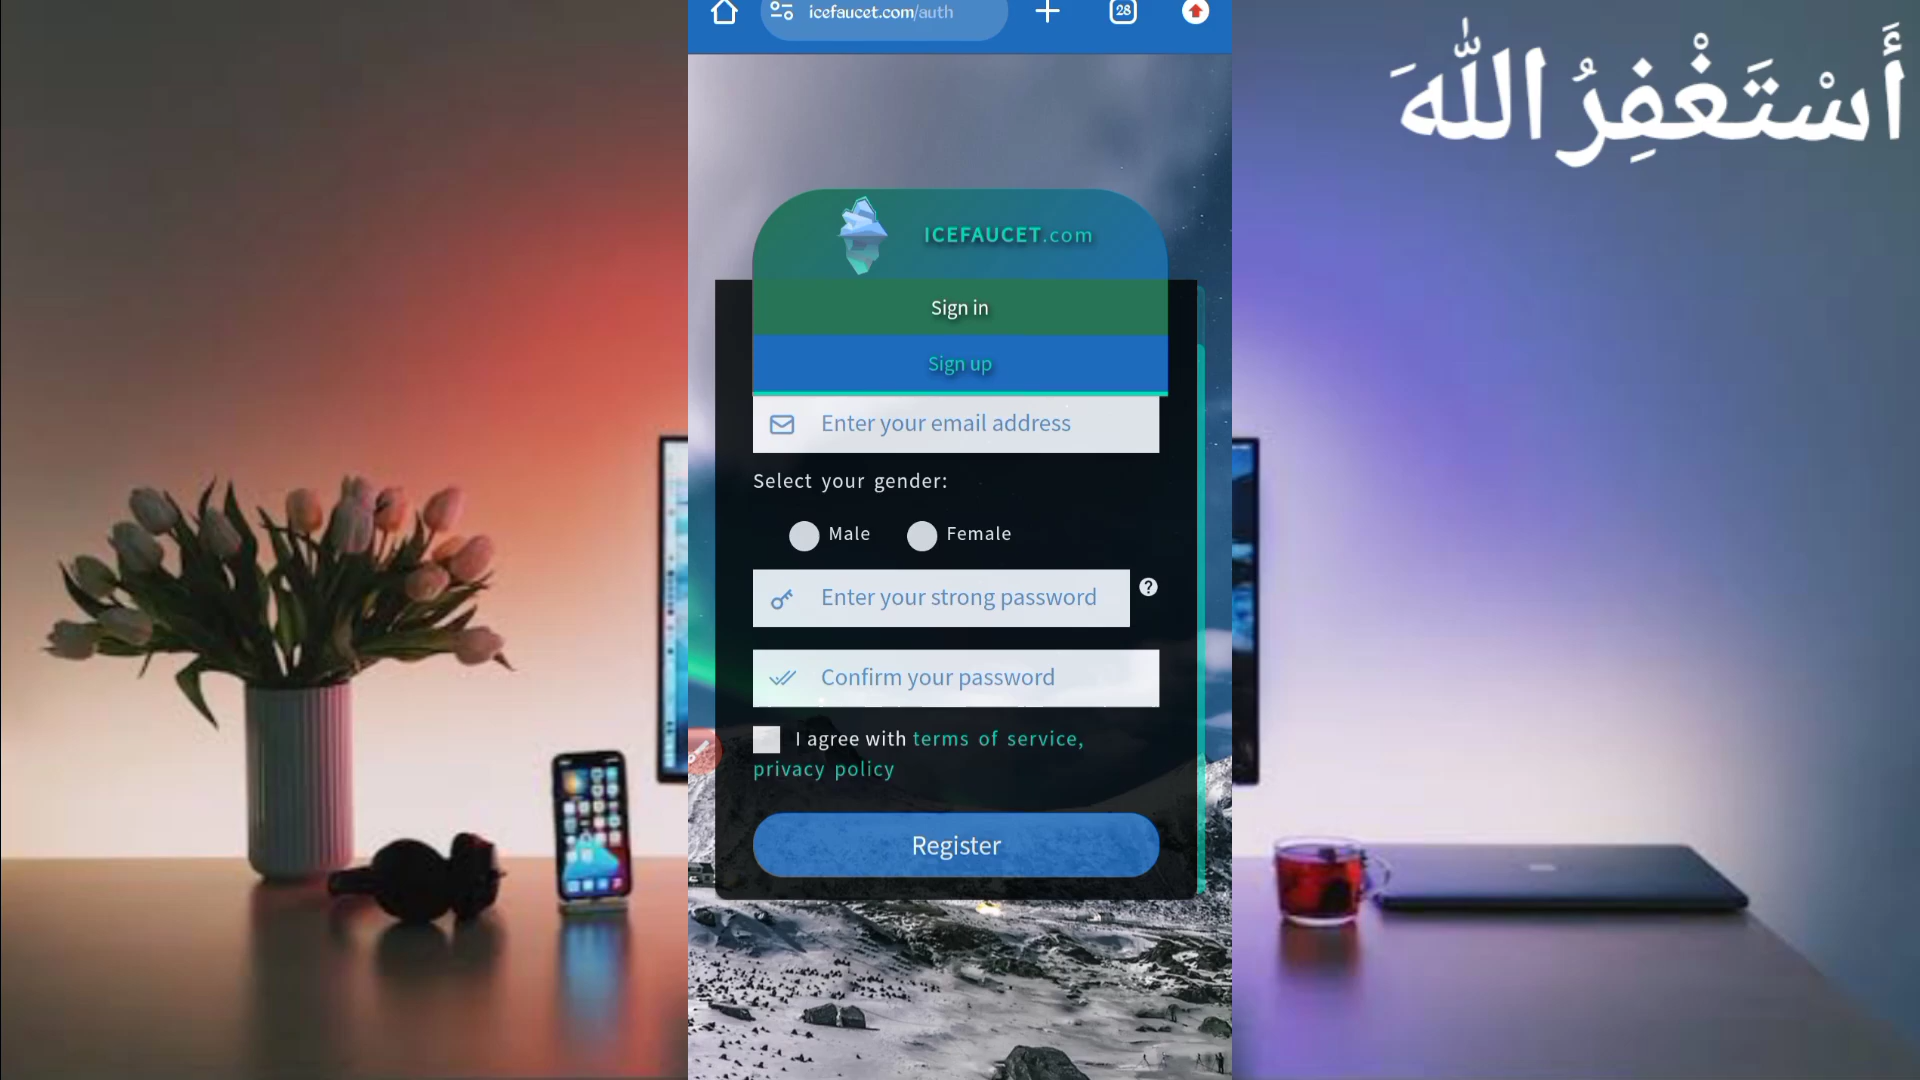 icefaucet.com/auth
28
أَسْتَغْفِرُ اللّٰهَ
ICEFAUCET.com
Sign in
Sign up
Enter your email address
Select your gender:
Male
Female
Enter your strong password
?
Confirm your password
I agree with terms of service,
privacy policy
Register